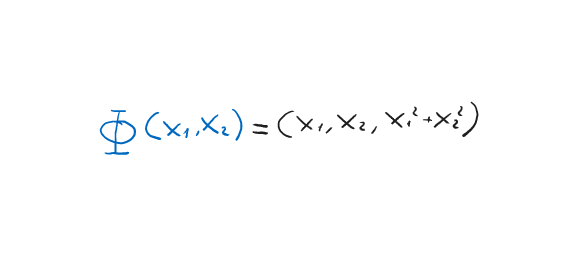 Φ(x₁,x₂) = (x₁, x₂, x₁²+x₂²)